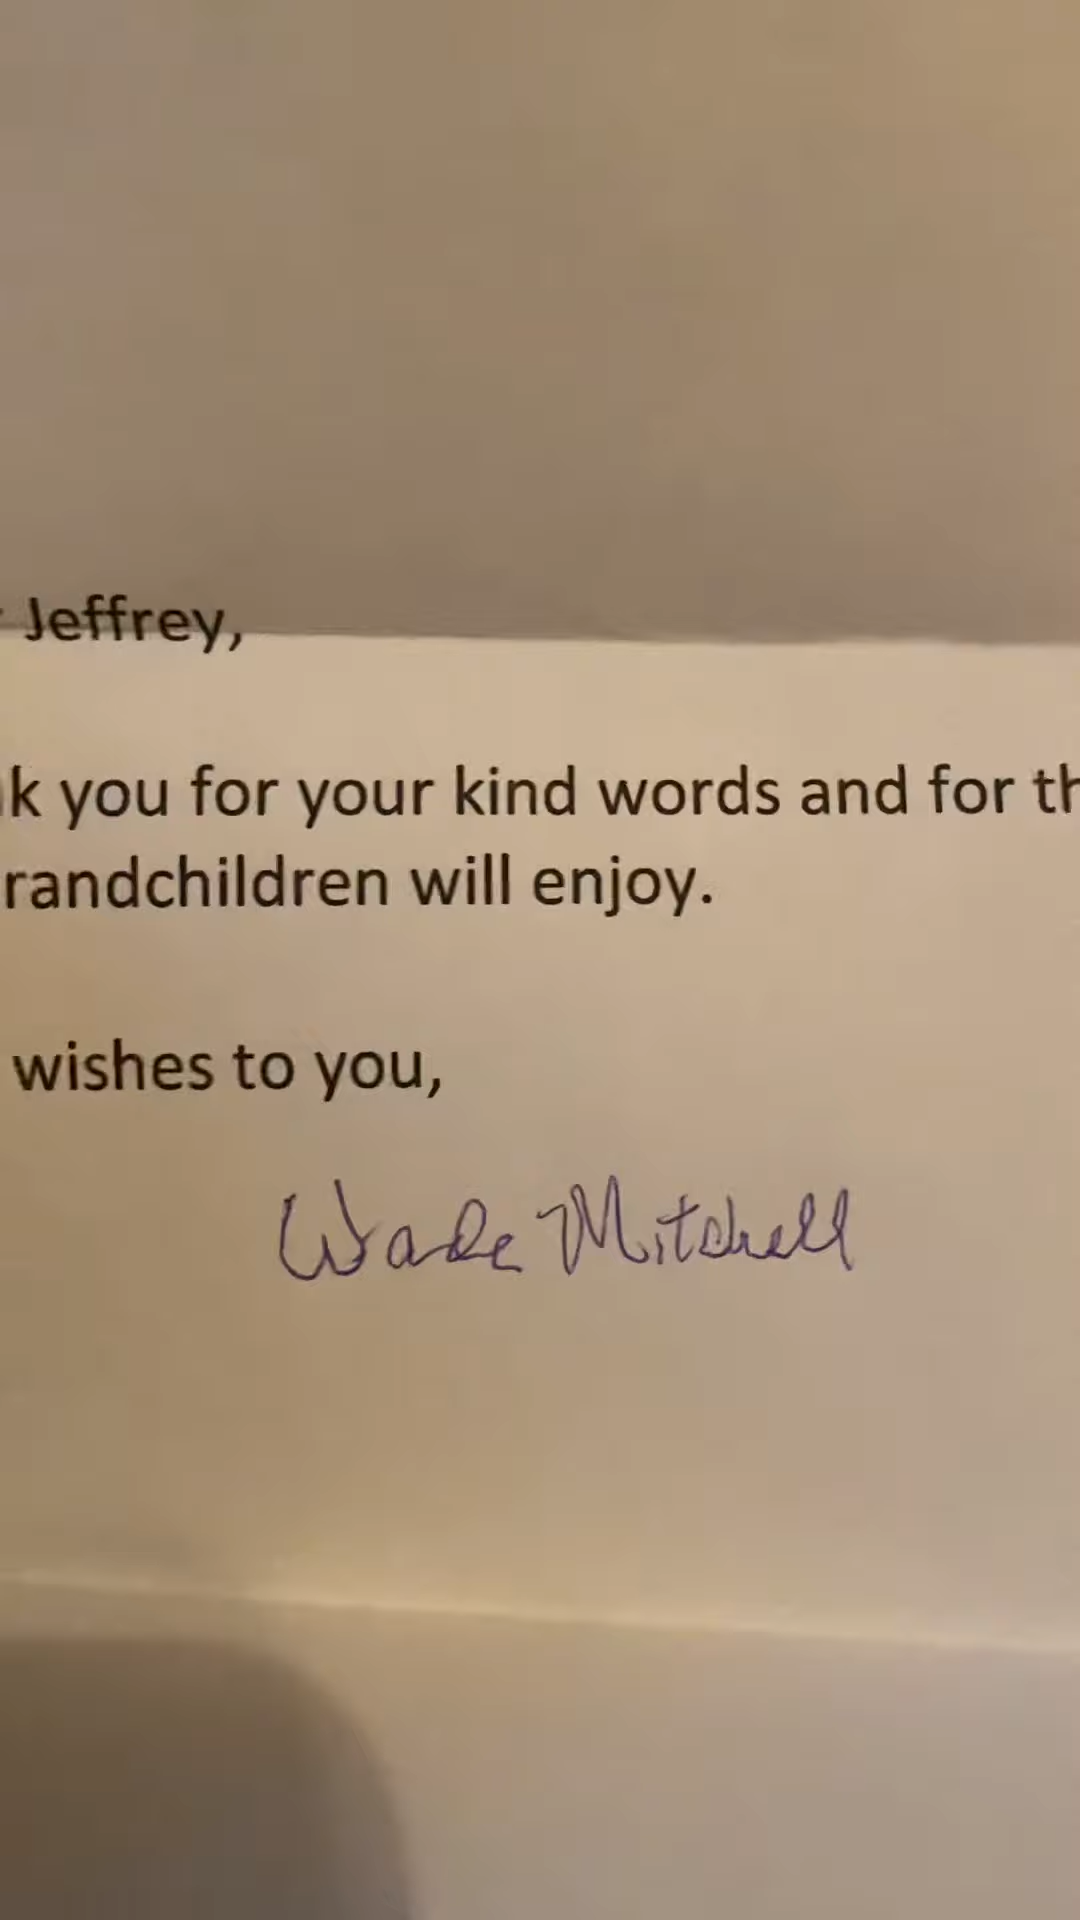 Jeffrey,
k you for your kind words and for th
randchildren will enjoy.
wishes to you,
Wade Mitchell